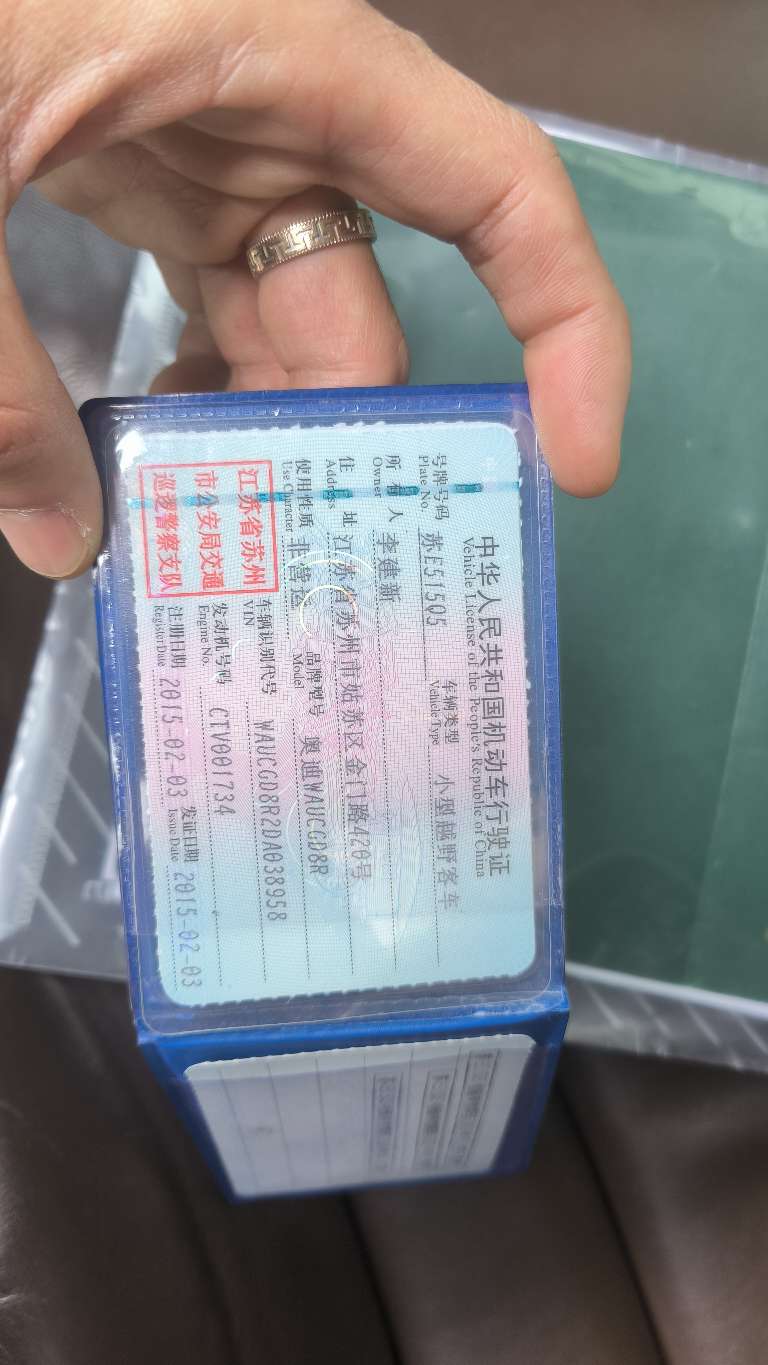 中华人民共和国机动车行驶证
Vehicle License of the People's Republic of China
号牌号码 苏E515Q5 车辆类型 小型越野客车
Plate No. Vehicle Type
所有人 李建新
Owner
住址 江苏省苏州市姑苏区金门路420号
Address
使用性质 非营运 品牌型号 奥迪WAUCGD8R
Use Character Model
江苏省苏州
市公安局交通
巡逻警察支队
车辆识别代号 WAUCGD8R2DA038958
VIN
发动机号码 CTV001734
Engine No.
注册日期 2015-02-03 发证日期 2015-02-03
Register Date Issue Date